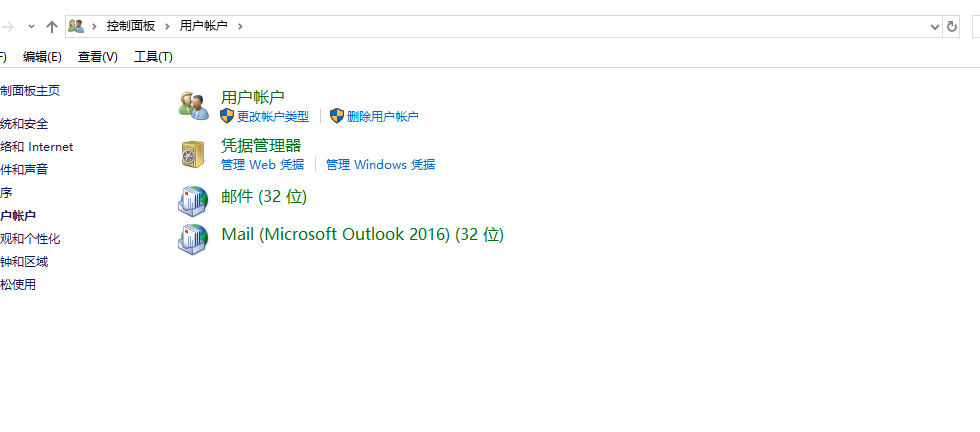 控制面板 用户帐户
F) 编辑(E) 查看(V) 工具(T)
制面板主页
统和安全
络和 Internet
件和声音
序
户帐户
观和个性化
钟和区域
松使用
用户帐户
更改帐户类型 删除用户帐户
凭据管理器
管理 Web 凭据 管理 Windows 凭据
邮件 (32 位)
Mail (Microsoft Outlook 2016) (32 位)